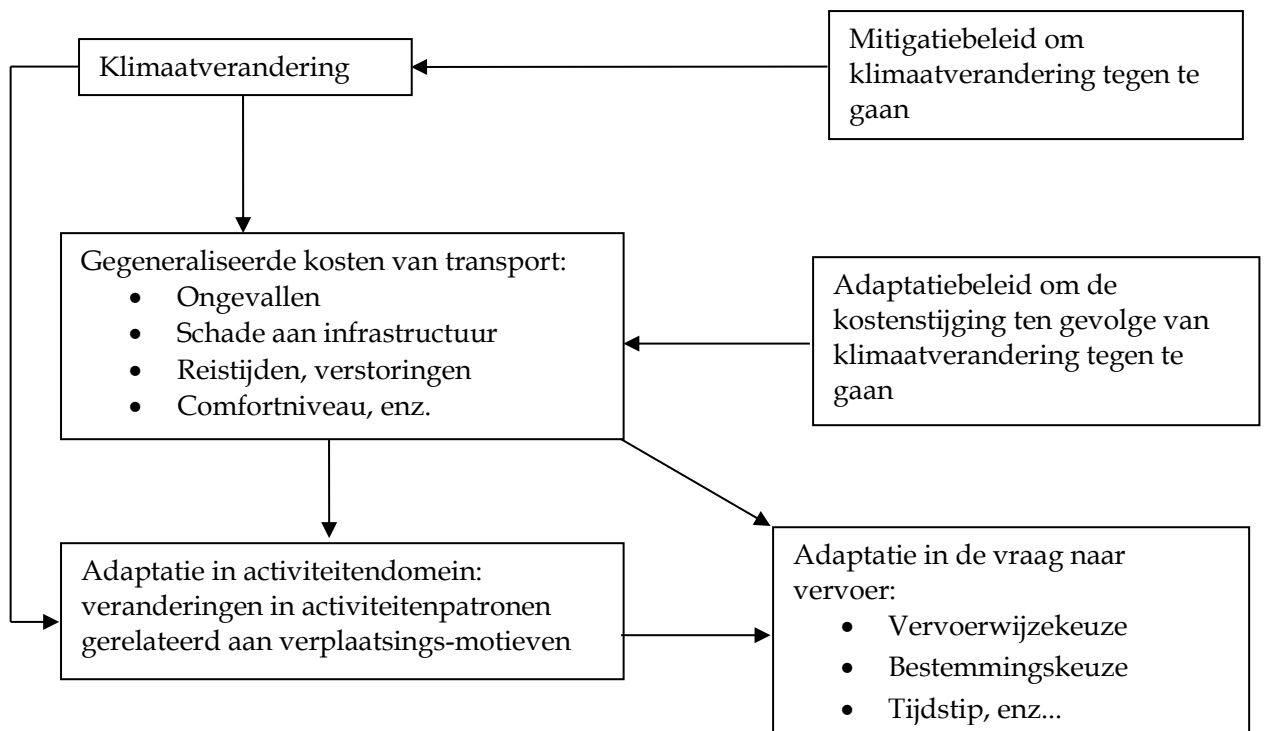 Klimaatverandering
Mitigatiebeleid om
klimaatverandering tegen te
gaan
Gegeneraliseerde kosten van transport:
• Ongevallen
• Schade aan infrastructuur
• Reistijden, verstoringen
• Comfortniveau, enz.
Adaptatiebeleid om de
kostenstijging ten gevolge van
klimaatverandering tegen te
gaan
Adaptatie in activiteitendomein:
veranderingen in activiteitenpatronen
gerelateerd aan verplaatsings-motieven
Adaptatie in de vraag naar
vervoer:
• Vervoerwijzekeuze
• Bestemmingskeuze
• Tijdstip, enz...